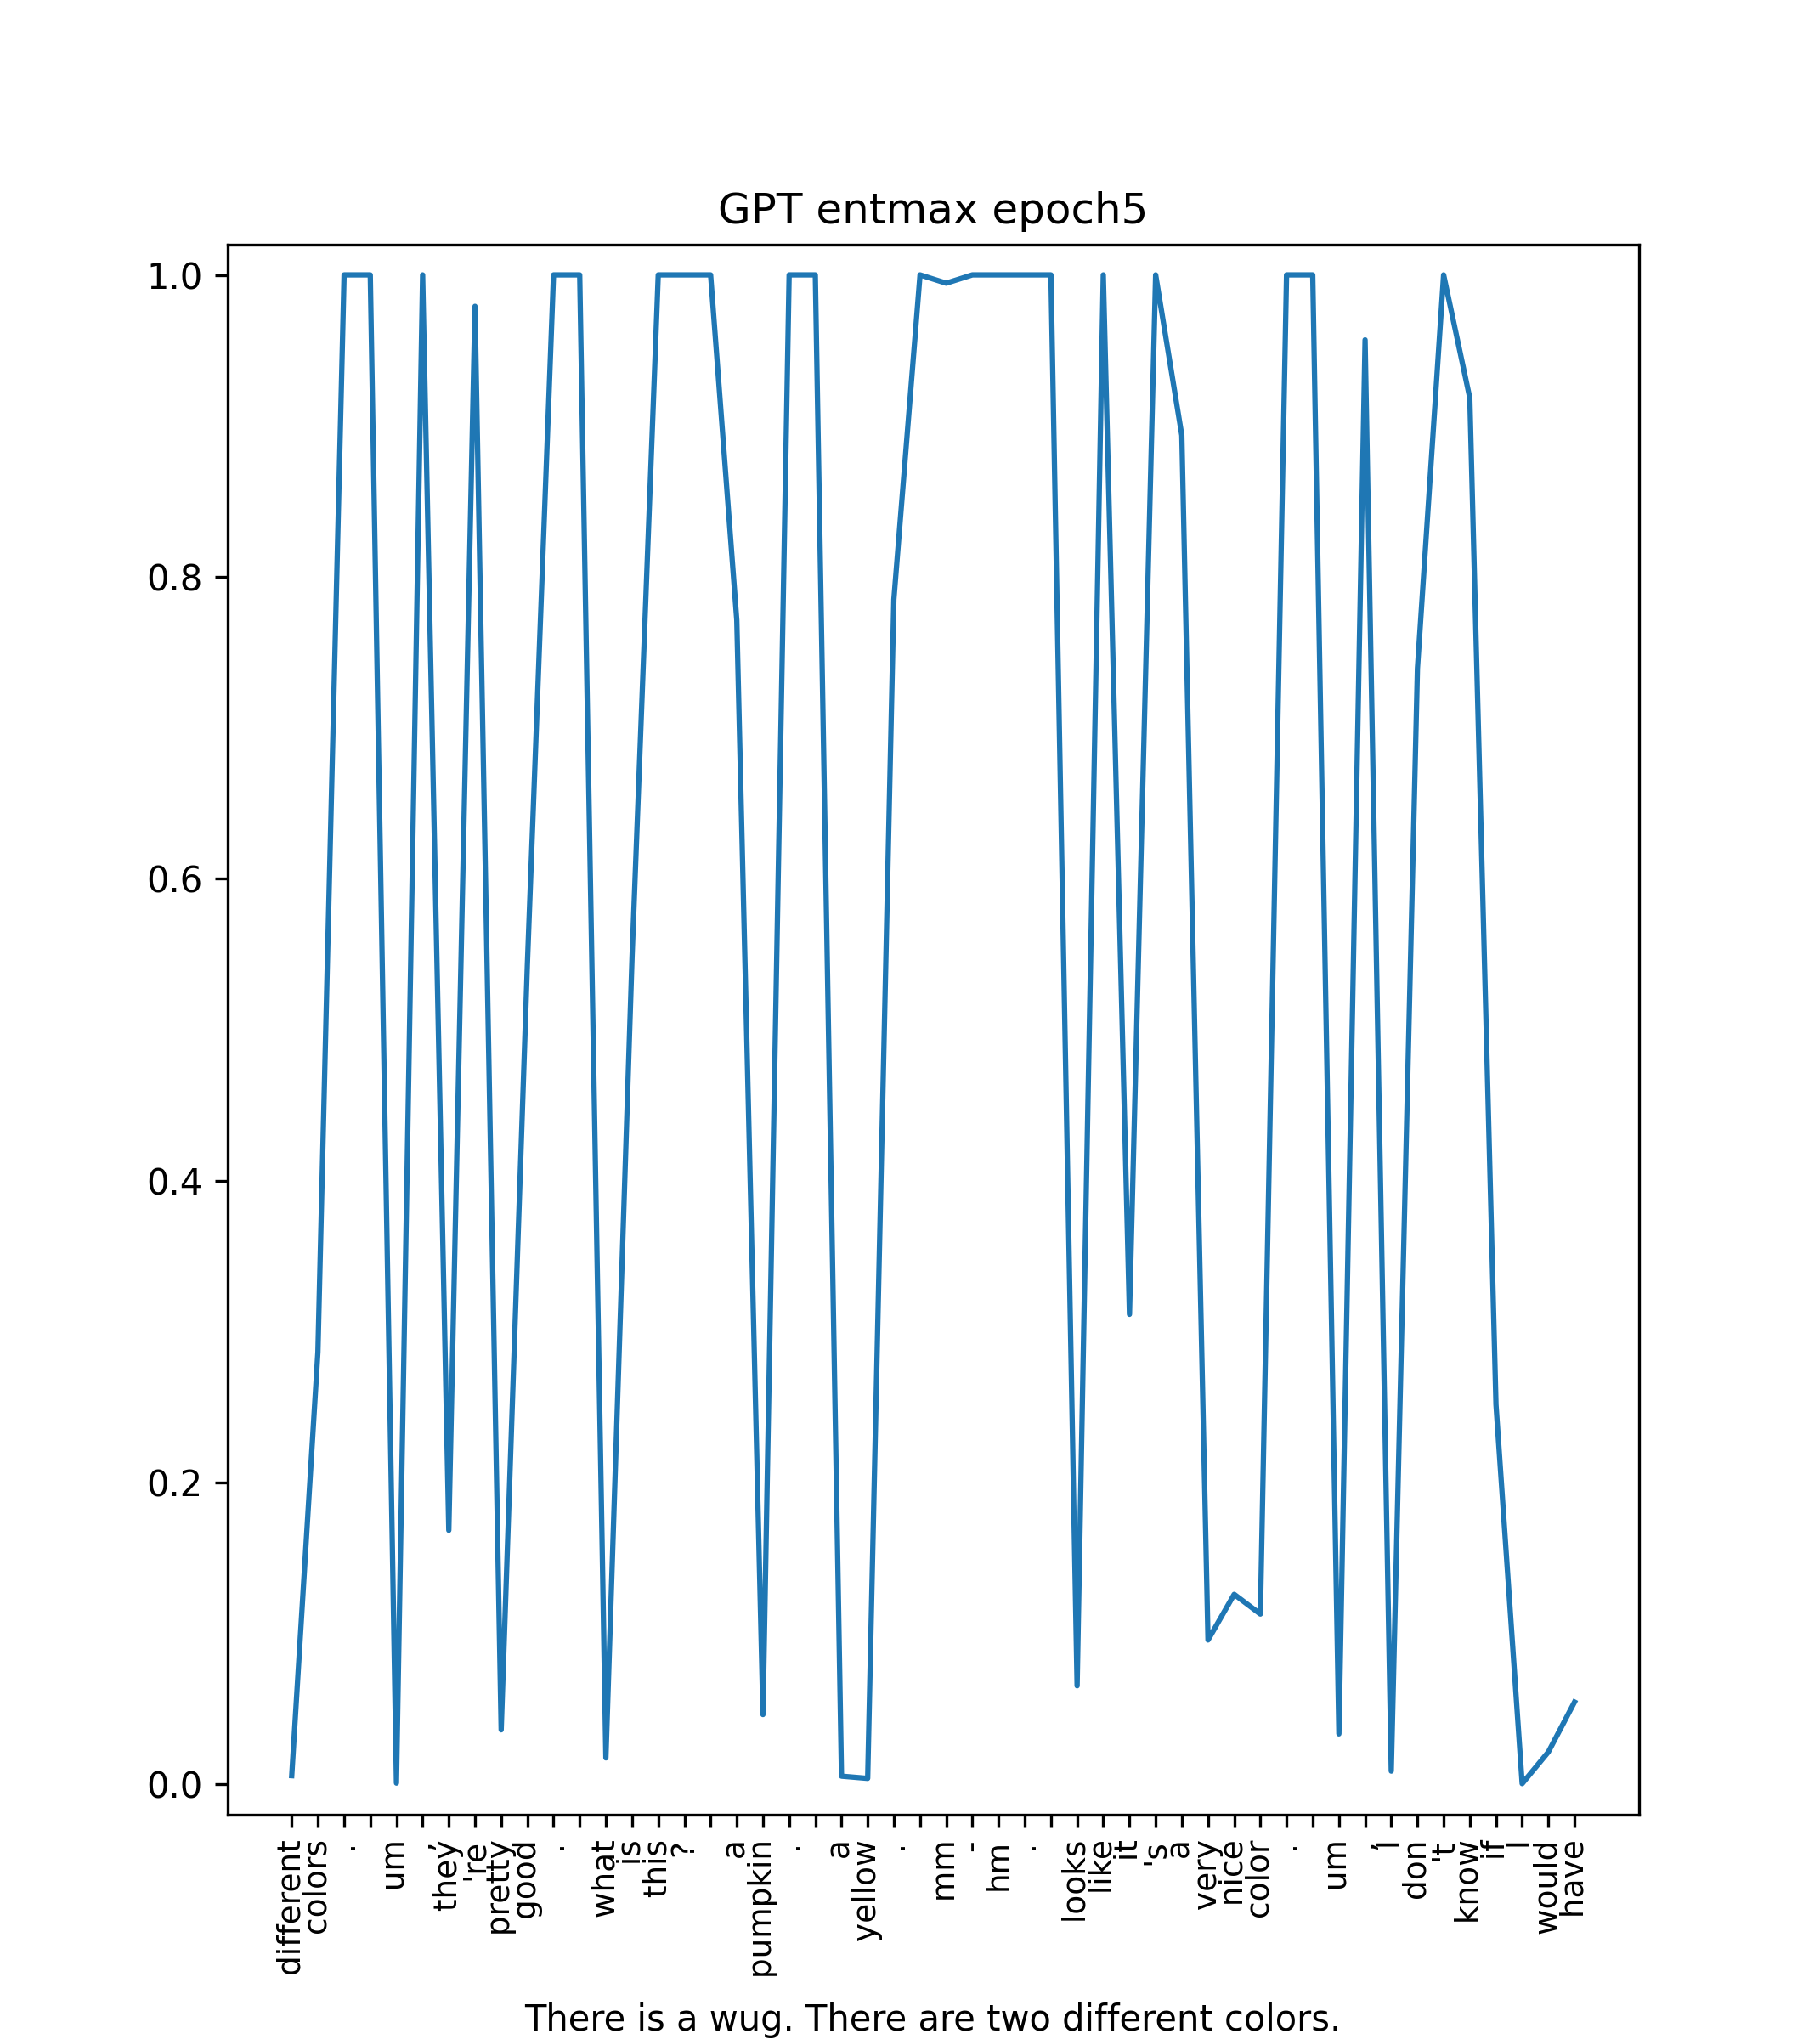 GPT entmax epoch5
1.0
0.8
0.6
0.4
0.2
0.0
different
colors
.
um
,
they
're
pretty
good
.
what
is
this
?
a
pumpkin
.
a
yellow
.
mm
-
hm
.
looks
like
it
's
a
very
nice
color
.
um
,
I
don
't
know
if
I
would
have
There is a wug. There are two different colors.